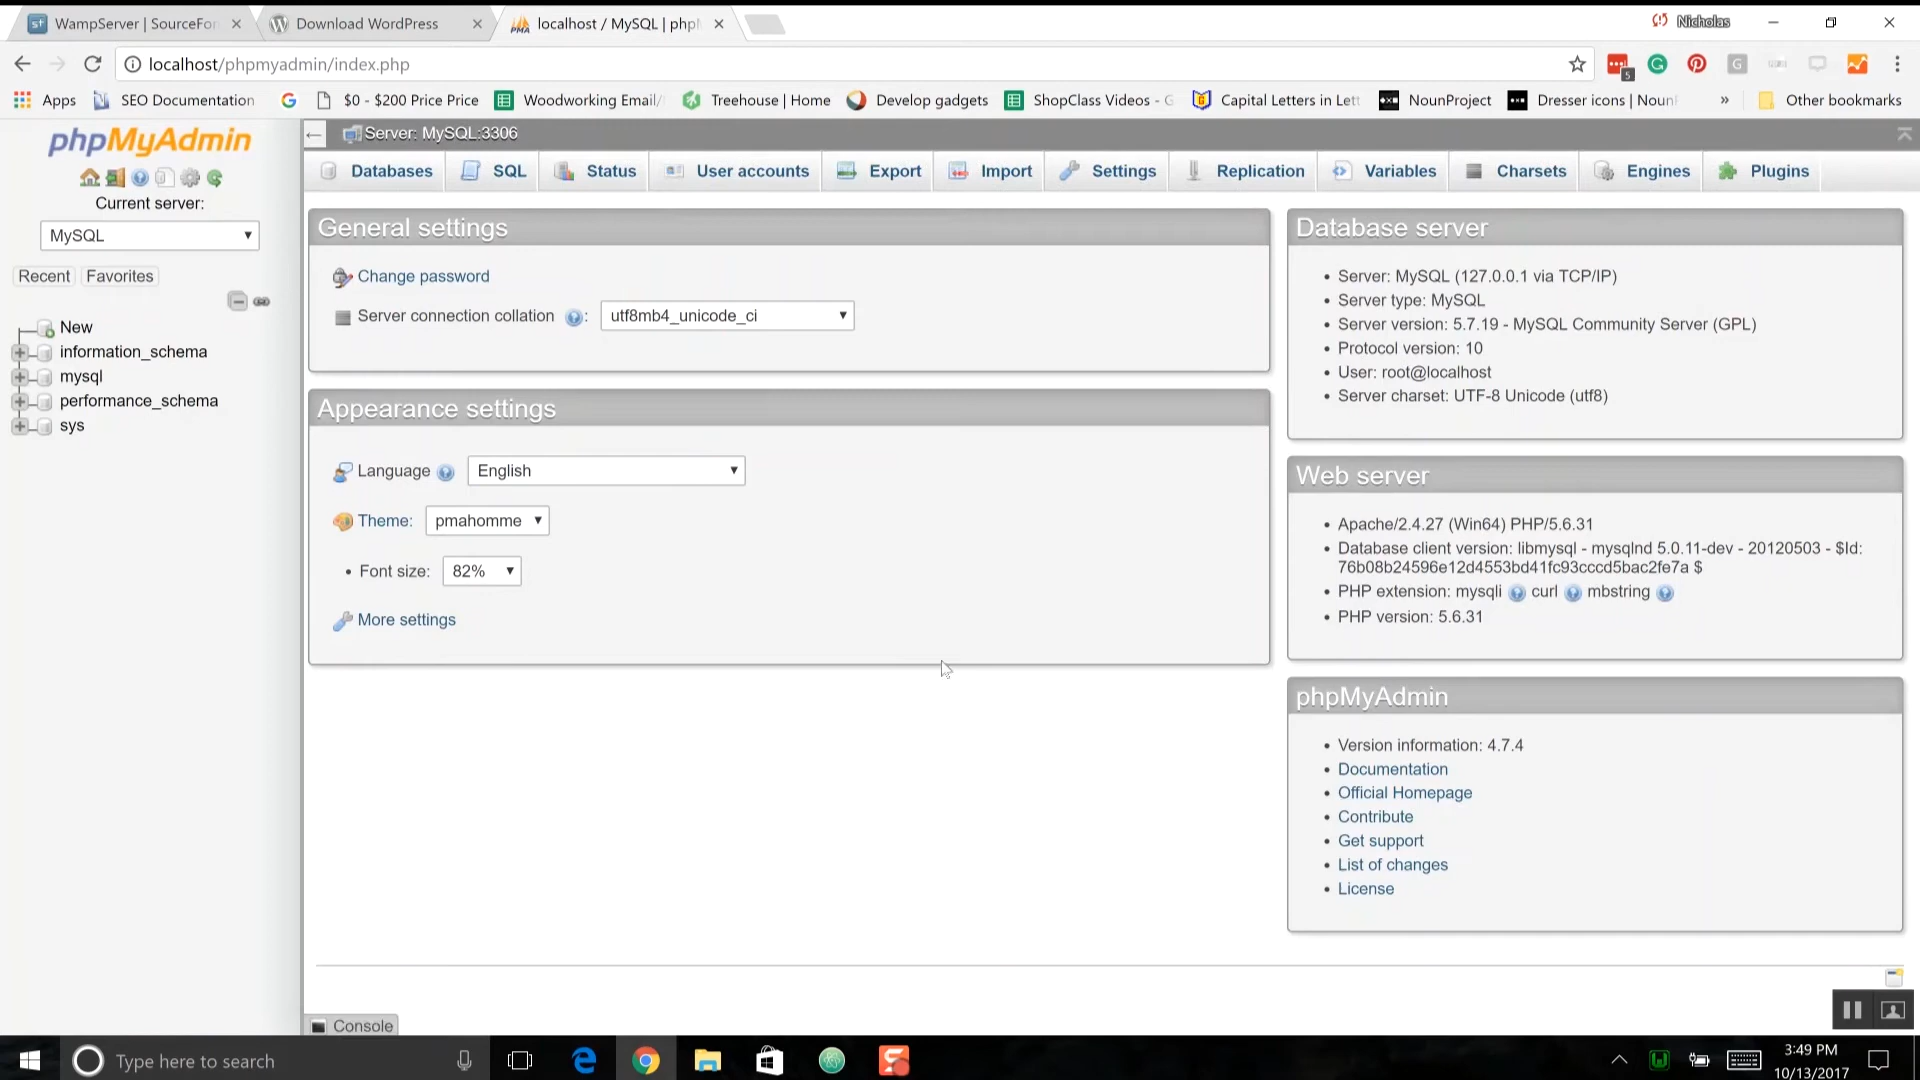 WampServer | SourceFor
Download WordPress
localhost / MySQL | phpM
Nicholas
localhost/phpmyadmin/index.php
5
Apps
SEO Documentation
$0 - $200 Price Price
Woodworking Email/
Treehouse | Home
Develop gadgets
ShopClass Videos - G
Capital Letters in Lett
NounProject
Dresser icons | Noun
»
Other bookmarks
phpMyAdmin
Current server:
MySQL
Recent
Favorites
New
information_schema
mysql
performance_schema
sys
Server: MySQL:3306
Databases
SQL
Status
User accounts
Export
Import
Settings
Replication
Variables
Charsets
Engines
Plugins
General settings
Change password
Server connection collation
:
utf8mb4_unicode_ci
Appearance settings
Language
English
Theme:
pmahomme
• Font size:
82%
More settings
Database server
• Server: MySQL (127.0.0.1 via TCP/IP)
• Server type: MySQL
• Server version: 5.7.19 - MySQL Community Server (GPL)
• Protocol version: 10
• User: root@localhost
• Server charset: UTF-8 Unicode (utf8)
Web server
• Apache/2.4.27 (Win64) PHP/5.6.31
• Database client version: libmysql - mysqlnd 5.0.11-dev - 20120503 - $Id:
76b08b24596e12d4553bd41fc93cccd5bac2fe7a $
• PHP extension: mysqli curl mbstring
• PHP version: 5.6.31
phpMyAdmin
• Version information: 4.7.4
• Documentation
• Official Homepage
• Contribute
• Get support
• List of changes
• License
Console
Type here to search
3:49 PM
10/13/2017